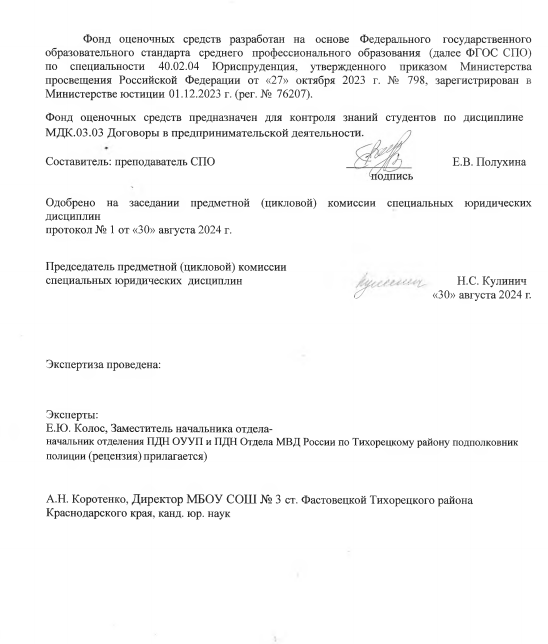 Фонд оценочных средств разработан на основе Федерального государственного
образовательного стандарта среднего профессионального образования (далее ФГОС СПО)
по специальности 40.02.04 Юриспруденция, утвержденного приказом Министерства
просвещения Российской Федерации от «27» октября 2023 г. № 798, зарегистрирован в
Министерстве юстиции 01.12.2023 г. (рег. № 76207).
Фонд оценочных средств предназначен для контроля знаний студентов по дисциплине
МДК.03.03 Договоры в предпринимательской деятельности.
Составитель: преподаватель СПО Е.В. Полухина
подпись
Одобрено на заседании предметной (цикловой) комиссии специальных юридических
дисциплин
протокол № 1 от «30» августа 2024 г.
Председатель предметной (цикловой) комиссии
специальных юридических дисциплин Н.С. Кулинич
«30» августа 2024 г.
Экспертиза проведена:
Эксперты:
Е.Ю. Колос, Заместитель начальника отдела-
начальник отделения ПДН ОУУП и ПДН Отдела МВД России по Тихорецкому району подполковник
полиции (рецензия) прилагается)
А.Н. Коротенко, Директор МБОУ СОШ № 3 ст. Фастовецкой Тихорецкого района
Краснодарского края, канд. юр. наук